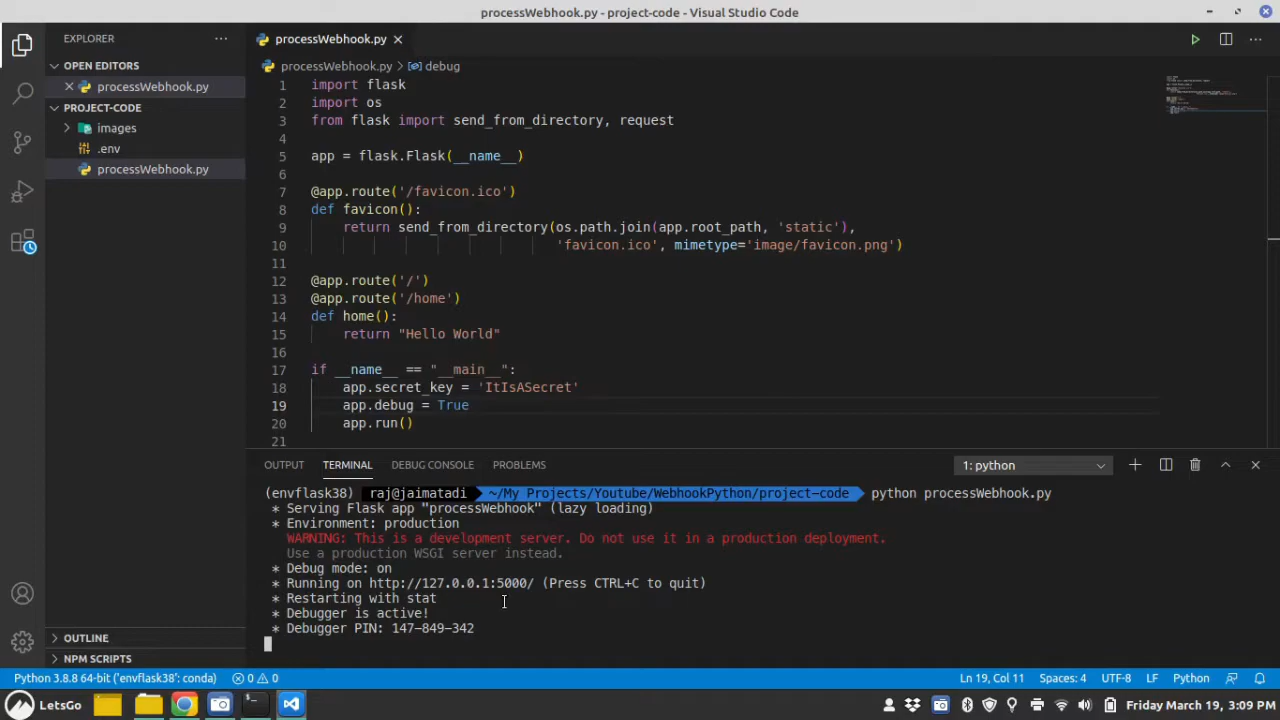 processWebhook.py - project-code - Visual Studio Code
EXPLORER
OPEN EDITORS
processWebhook.py
PROJECT-CODE
images
.env
processWebhook.py
OUTLINE
NPM SCRIPTS
processWebhook.py
processWebhook.py > debug
1 import flask
2 import os
3 from flask import send_from_directory, request
4
5 app = flask.Flask(__name__)
6
7 @app.route('/favicon.ico')
8 def favicon():
9 return send_from_directory(os.path.join(app.root_path, 'static'),
10 'favicon.ico', mimetype='image/favicon.png')
11
12 @app.route('/')
13 @app.route('/home')
14 def home():
15 return "Hello World"
16
17 if __name__ == "__main__":
18 app.secret_key = 'ItIsASecret'
19 app.debug = True
20 app.run()
21
OUTPUT TERMINAL DEBUG CONSOLE PROBLEMS 1: python
(envflask38) raj@jaimatadi ~/My Projects/Youtube/WebhookPython/project-code python processWebhook.py
* Serving Flask app "processWebhook" (lazy loading)
* Environment: production
WARNING: This is a development server. Do not use it in a production deployment.
Use a production WSGI server instead.
* Debug mode: on
* Running on http://127.0.0.1:5000/ (Press CTRL+C to quit)
* Restarting with stat
* Debugger is active!
* Debugger PIN: 147-849-342
Python 3.8.8 64-bit ('envflask38': conda) 0 0 Ln 19, Col 11 Spaces: 4 UTF-8 LF Python
LetsGo Friday March 19, 3:09 PM